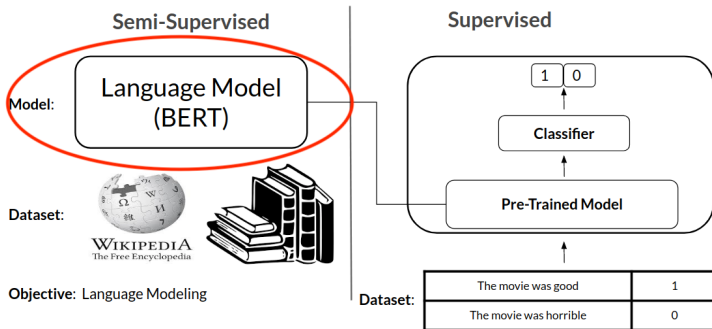 Semi-Supervised
Supervised
Model:
Language Model
(BERT)
1 0
Classifier
Pre-Trained Model
Dataset:
Ω W И
WIKIPEDIA
The Free Encyclopedia
Objective: Language Modeling
Dataset:
The movie was good 1
The movie was horrible 0